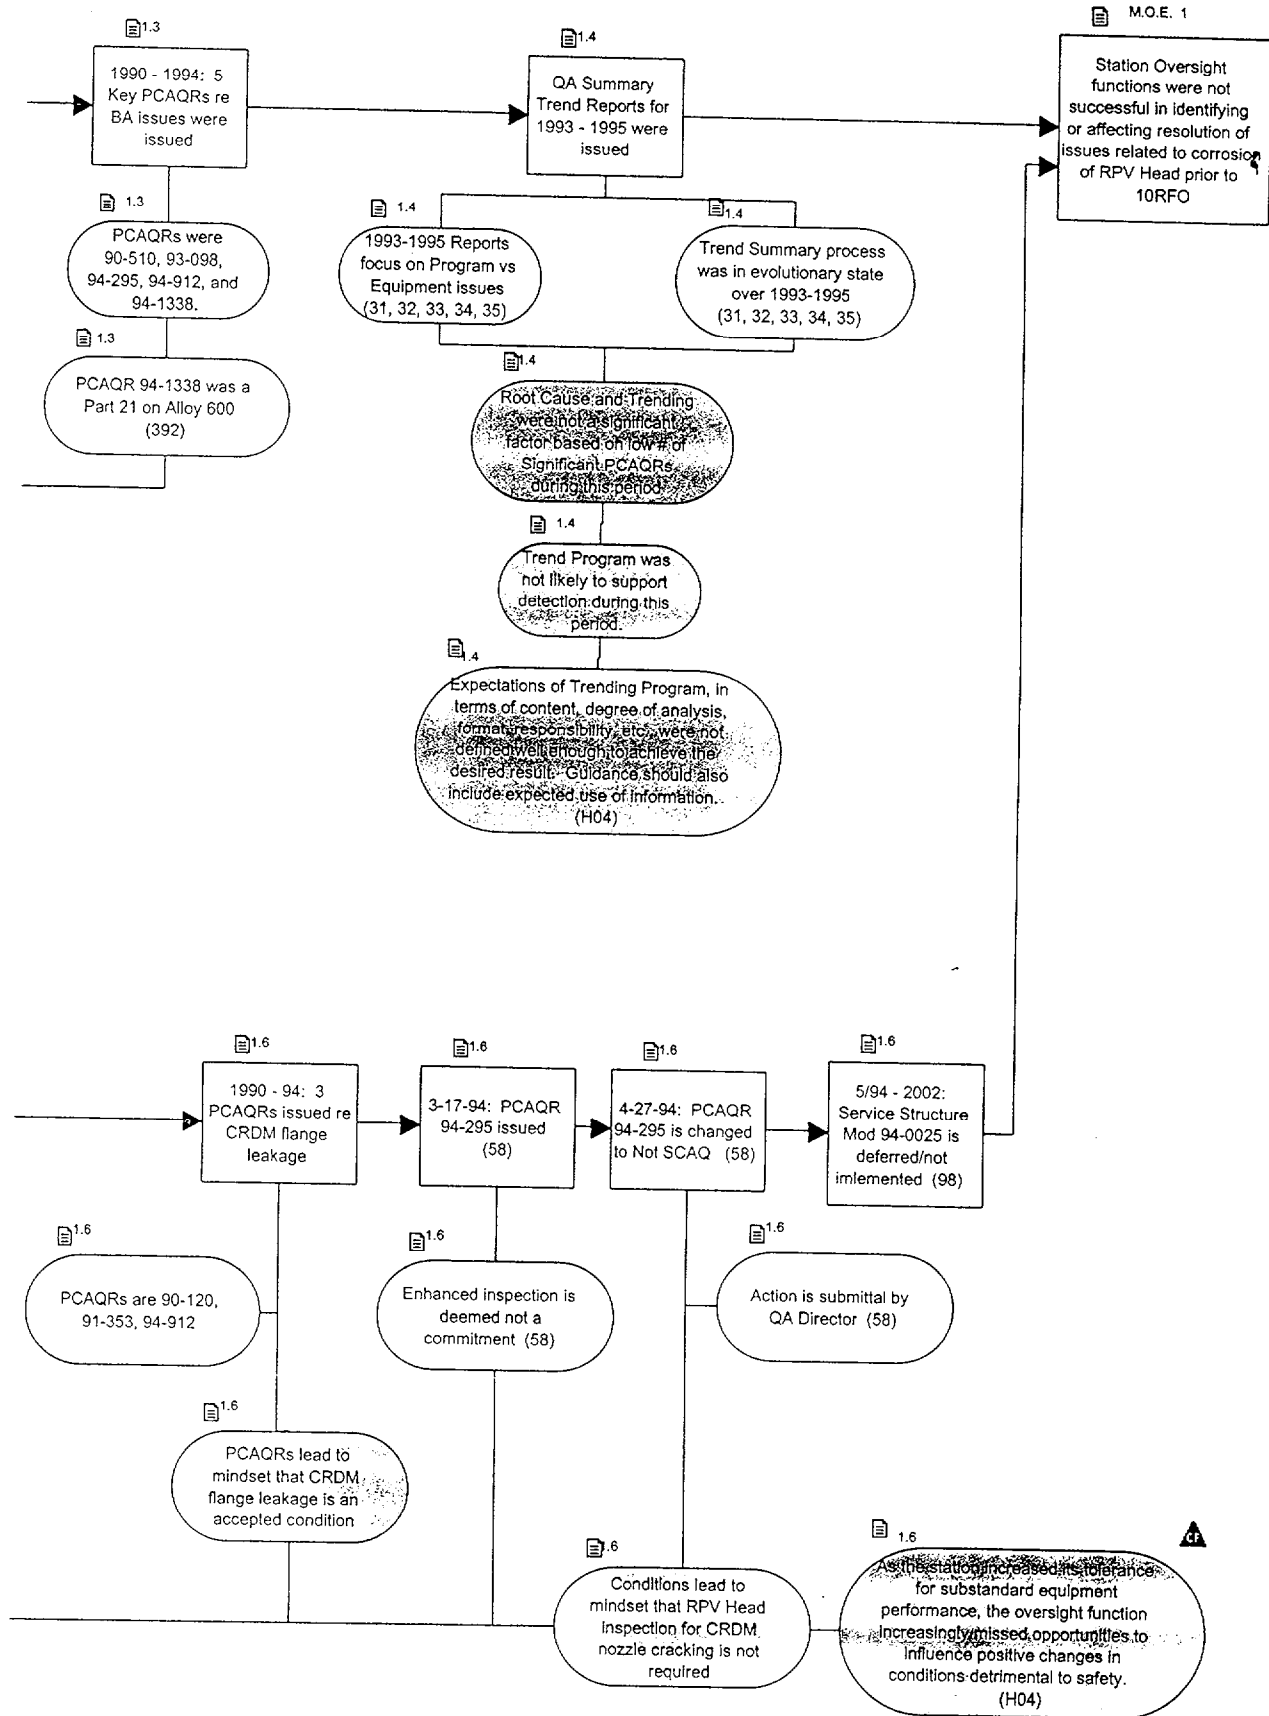 M.O.E. 1
1.3
1990 - 1994: 5
Key PCAQRs re
BA issues were
issued
1.4
QA Summary
Trend Reports for
1993 - 1995 were
issued
Station Oversight
functions were not
successful in identifying
or affecting resolution of
issues related to corrosion
of RPV Head prior to
10RFO
1.3
PCAQRs were
90-510, 93-098,
94-295, 94-912, and
94-1338.
1.4
1993-1995 Reports
focus on Program vs
Equipment issues
(31, 32, 33, 34, 35)
1.4
Trend Summary process
was in evolutionary state
over 1993-1995
(31, 32, 33, 34, 35)
1.3
PCAQR 94-1338 was a
Part 21 on Alloy 600
(392)
1.4
Root Cause and Trending
were not a significant
factor based on low # of
Significant PCAQRs
during this period
1.4
Trend Program was
not likely to support
detection during this
period.
1.4
Expectations of Trending Program, in
terms of content, degree of analysis,
format, responsibility, etc., were not
defined well enough to achieve the
desired result. Guidance should also
include expected use of information.
(H04)
1.6
1990 - 94: 3
PCAQRs issued re
CRDM flange
leakage
1.6
3-17-94: PCAQR
94-295 issued
(58)
1.6
4-27-94: PCAQR
94-295 is changed
to Not SCAQ (58)
1.6
5/94 - 2002:
Service Structure
Mod 94-0025 is
deferred/not
imlemented (98)
1.6
PCAQRs are 90-120,
91-353, 94-912
1.6
Enhanced inspection is
deemed not a
commitment (58)
1.6
Action is submittal by
QA Director (58)
1.6
PCAQRs lead to
mindset that CRDM
flange leakage is an
accepted condition
1.6
Conditions lead to
mindset that RPV Head
inspection for CRDM
nozzle cracking is not
required
1.6
CF
As the station increased its tolerance
for substandard equipment
performance, the oversight function
increasingly missed opportunities to
influence positive changes in
conditions detrimental to safety.
(H04)